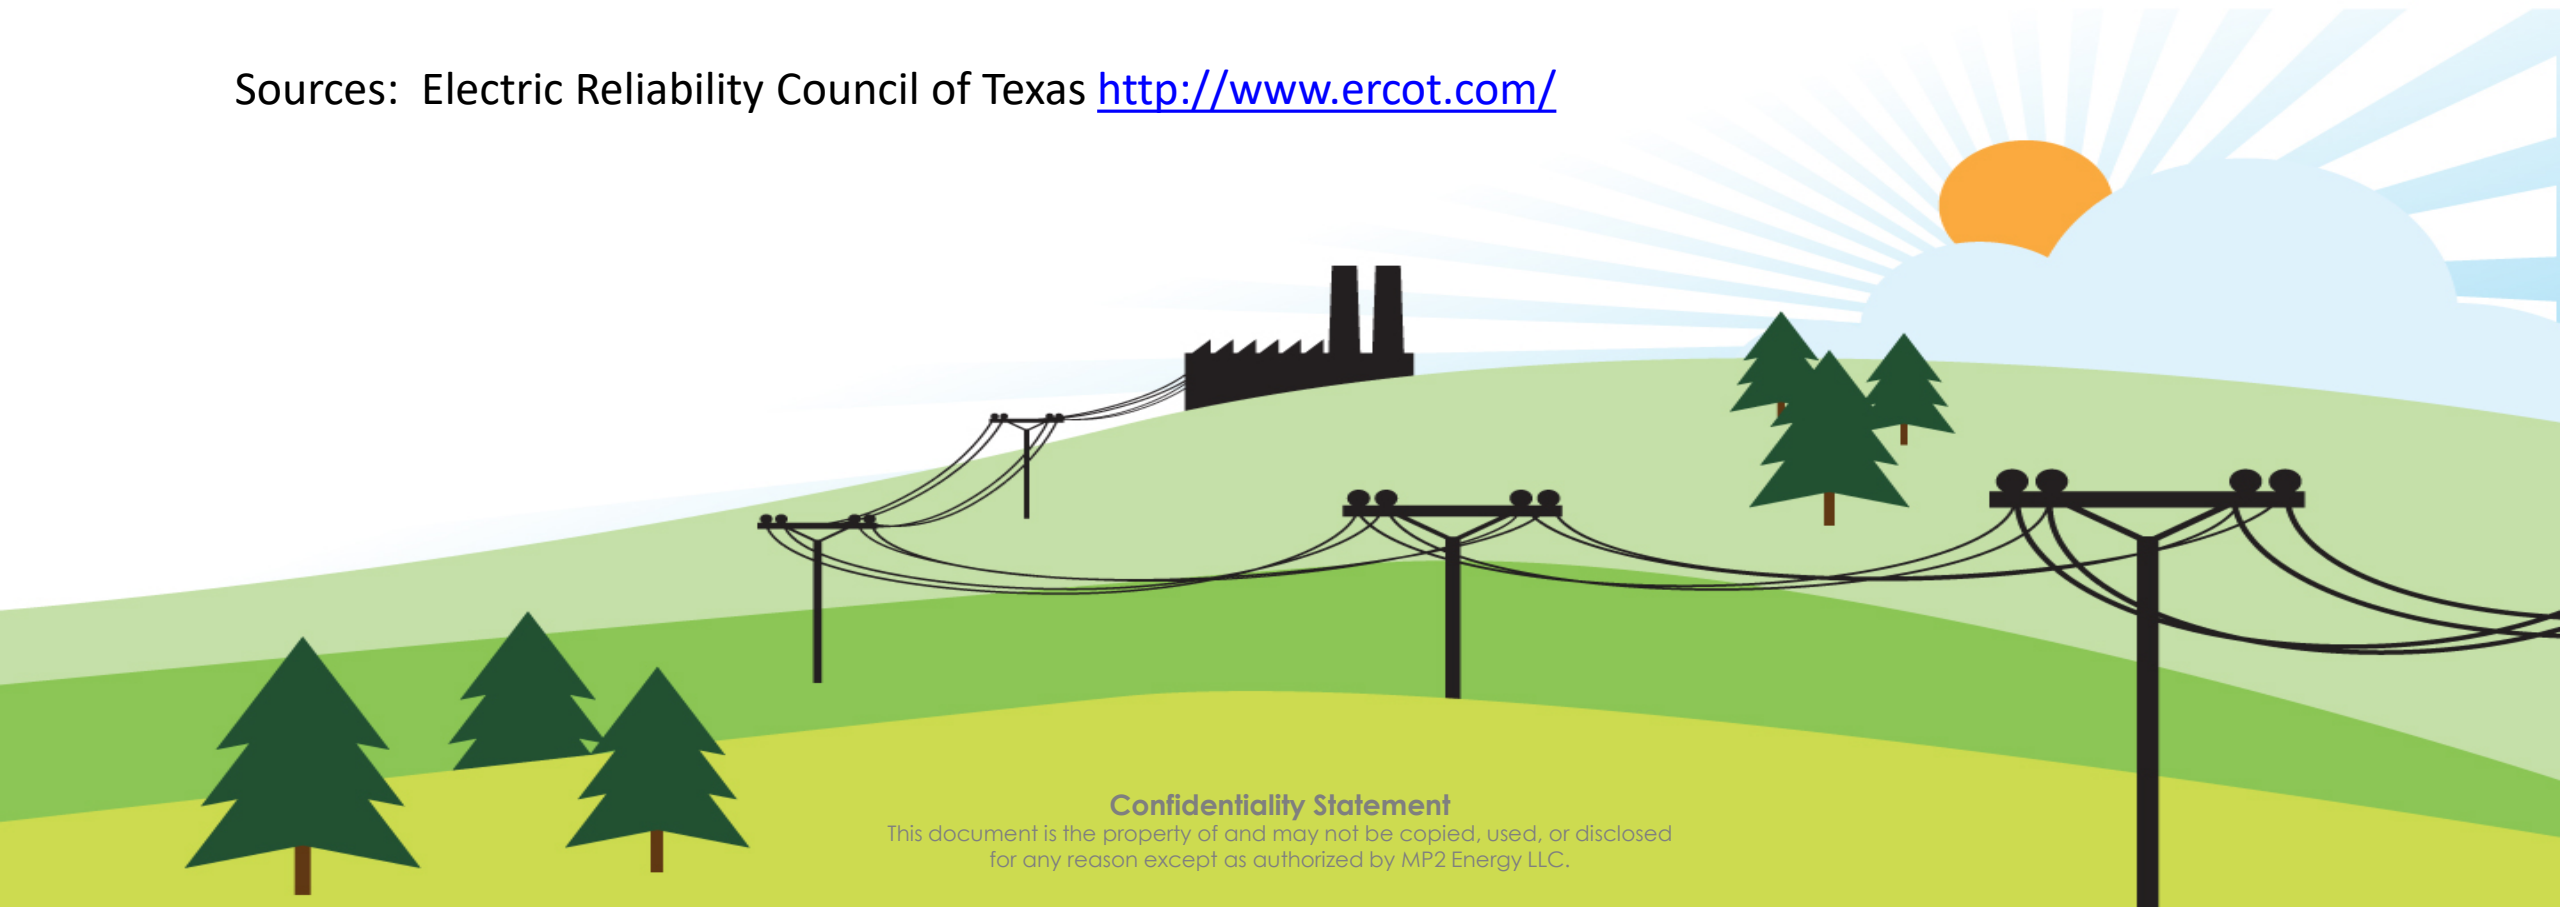 Sources:  Electric Reliability Council of Texas http://www.ercot.com/
Confidentiality Statement
This document is the property of and may not be copied, used, or disclosed
for any reason except as authorized by MP2 Energy LLC.